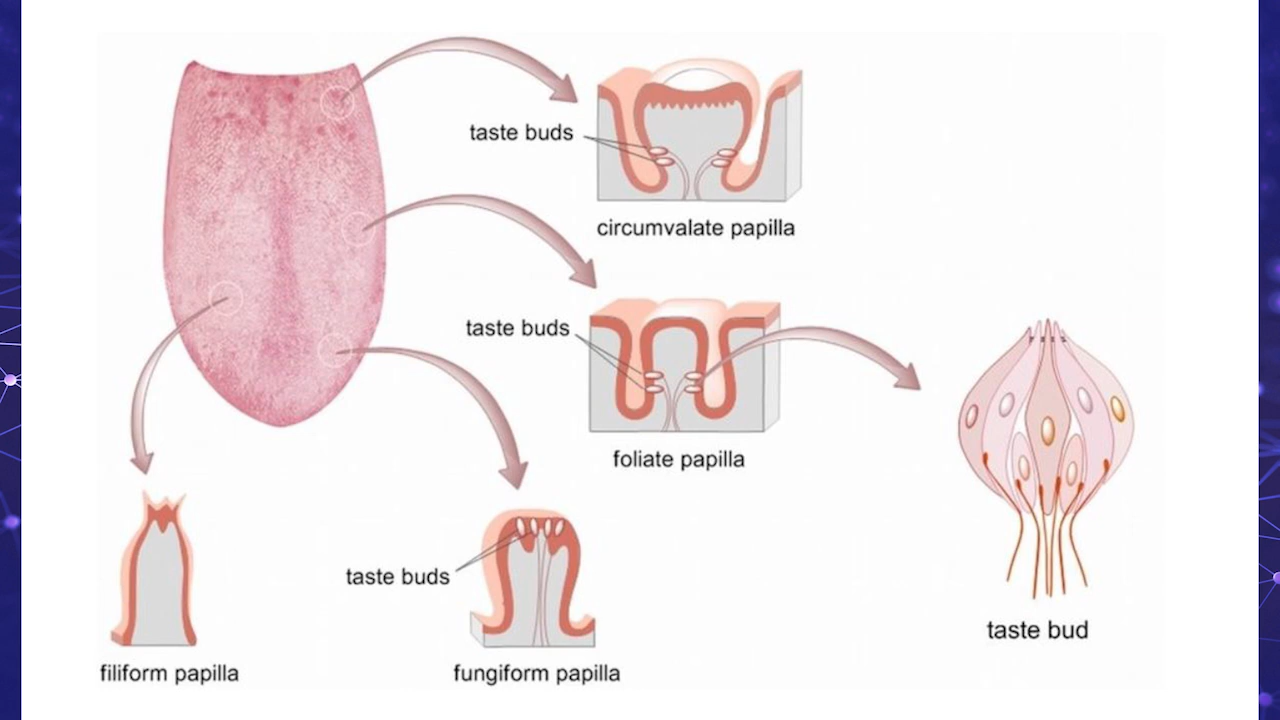 taste buds
circumvalate papilla
taste buds
foliate papilla
taste buds
taste bud
filiform papilla
fungiform papilla